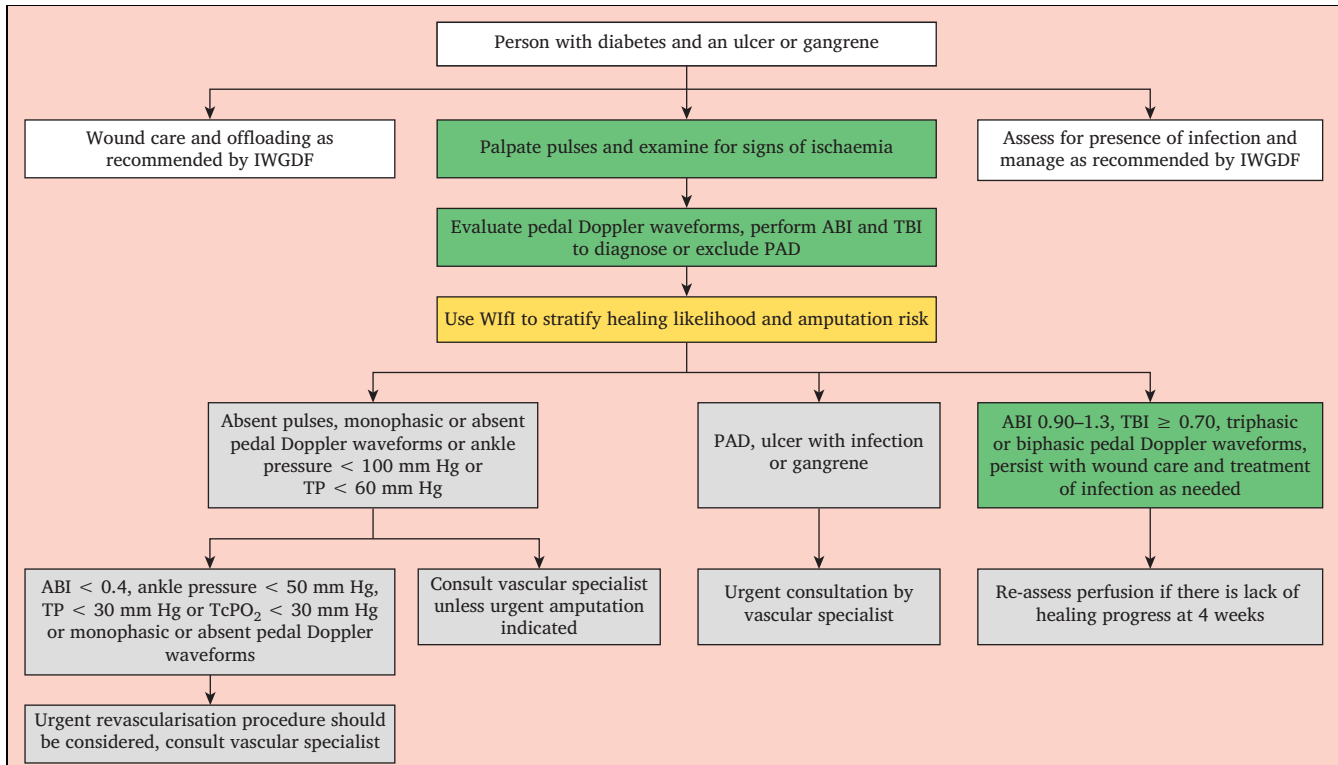 Person with diabetes and an ulcer or gangrene
Wound care and offloading as
recommended by IWGDF
Palpate pulses and examine for signs of ischaemia
Assess for presence of infection and
manage as recommended by IWGDF
Evaluate pedal Doppler waveforms, perform ABI and TBI
to diagnose or exclude PAD
Use WIfI to stratify healing likelihood and amputation risk
Absent pulses, monophasic or absent
pedal Doppler waveforms or ankle
pressure < 100 mm Hg or
TP < 60 mm Hg
PAD, ulcer with infection
or gangrene
ABI 0.90–1.3, TBI ≥ 0.70, triphasic
or biphasic pedal Doppler waveforms,
persist with wound care and treatment
of infection as needed
ABI < 0.4, ankle pressure < 50 mm Hg,
TP < 30 mm Hg or TcPO₂ < 30 mm Hg
or monophasic or absent pedal Doppler
waveforms
Consult vascular specialist
unless urgent amputation
indicated
Urgent consultation by
vascular specialist
Re-assess perfusion if there is lack of
healing progress at 4 weeks
Urgent revascularisation procedure should
be considered, consult vascular specialist